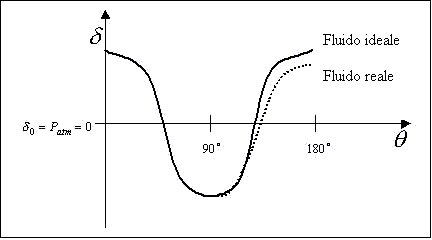 δ
Fluido ideale
Fluido reale
δ₀ = Pₐₜₘ = 0
90°
180°
θ